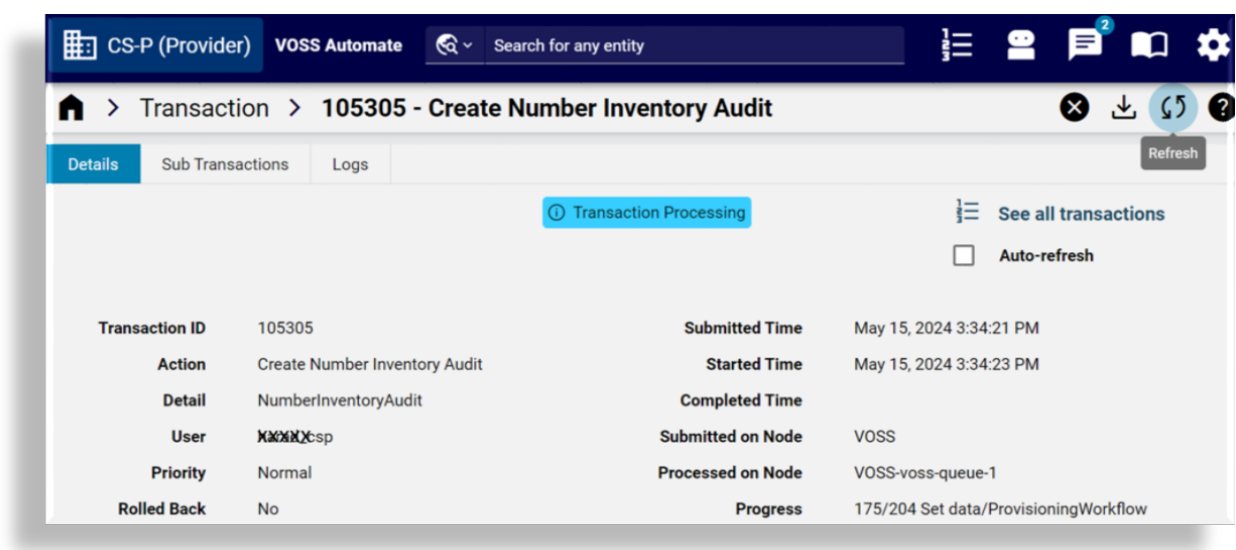 CS-P (Provider) VOSS Automate Search for any entity 2
Transaction > 105305 - Create Number Inventory Audit
Details Sub Transactions Logs Refresh
Transaction Processing See all transactions
Auto-refresh
Transaction ID 105305 Submitted Time May 15, 2024 3:34:21 PM
Action Create Number Inventory Audit Started Time May 15, 2024 3:34:23 PM
Detail NumberInventoryAudit Completed Time
User csp Submitted on Node VOSS
Priority Normal Processed on Node VOSS-voss-queue-1
Rolled Back No Progress 175/204 Set data/ProvisioningWorkflow